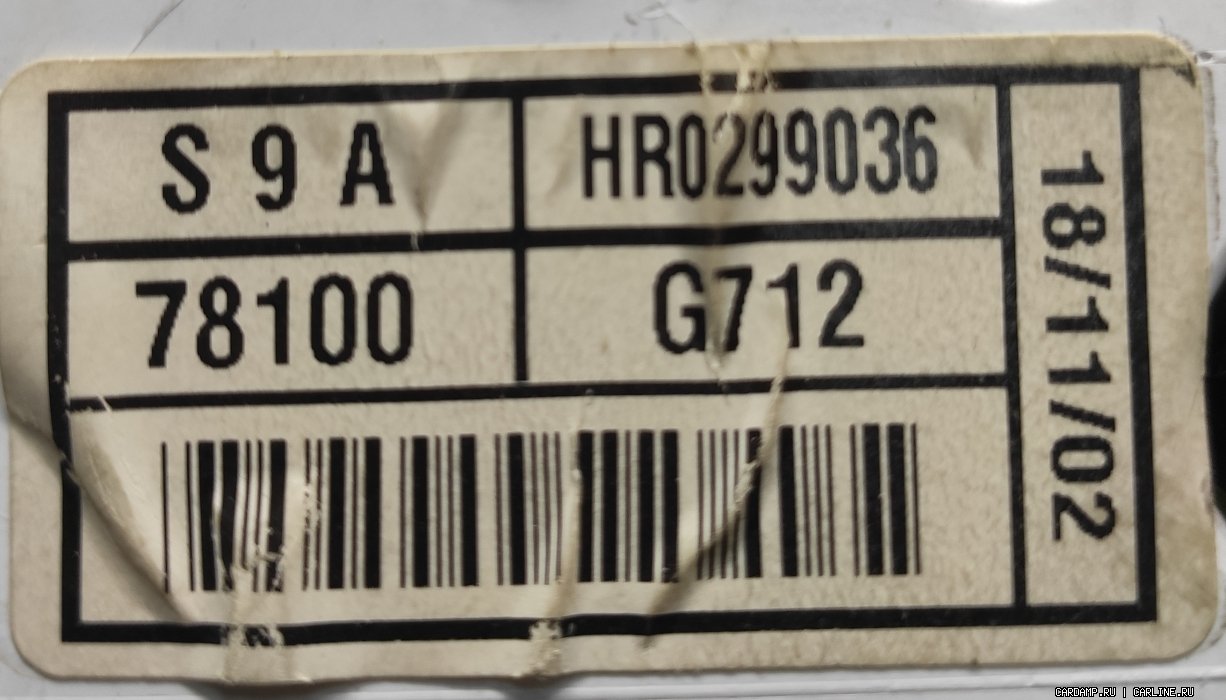 S 9 A
HR0299036
18/11/02
78100
G712
CARDAMP.RU | CARLINE.RU